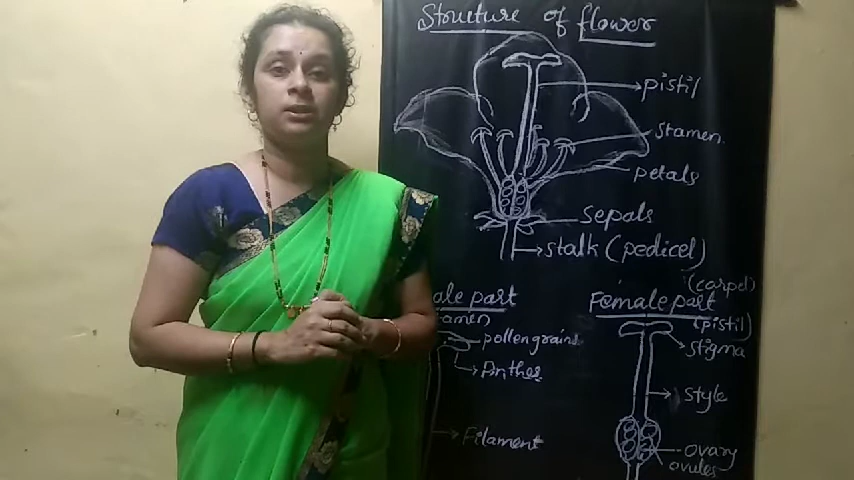 Structure of flower
pistil
stamen.
petals
sepals
stalk (pedicel)
ale part
amen)
pollengrains
Anther
Filament
(carpel)
Female part
(pistil)
stigma
style
ovary
ovules